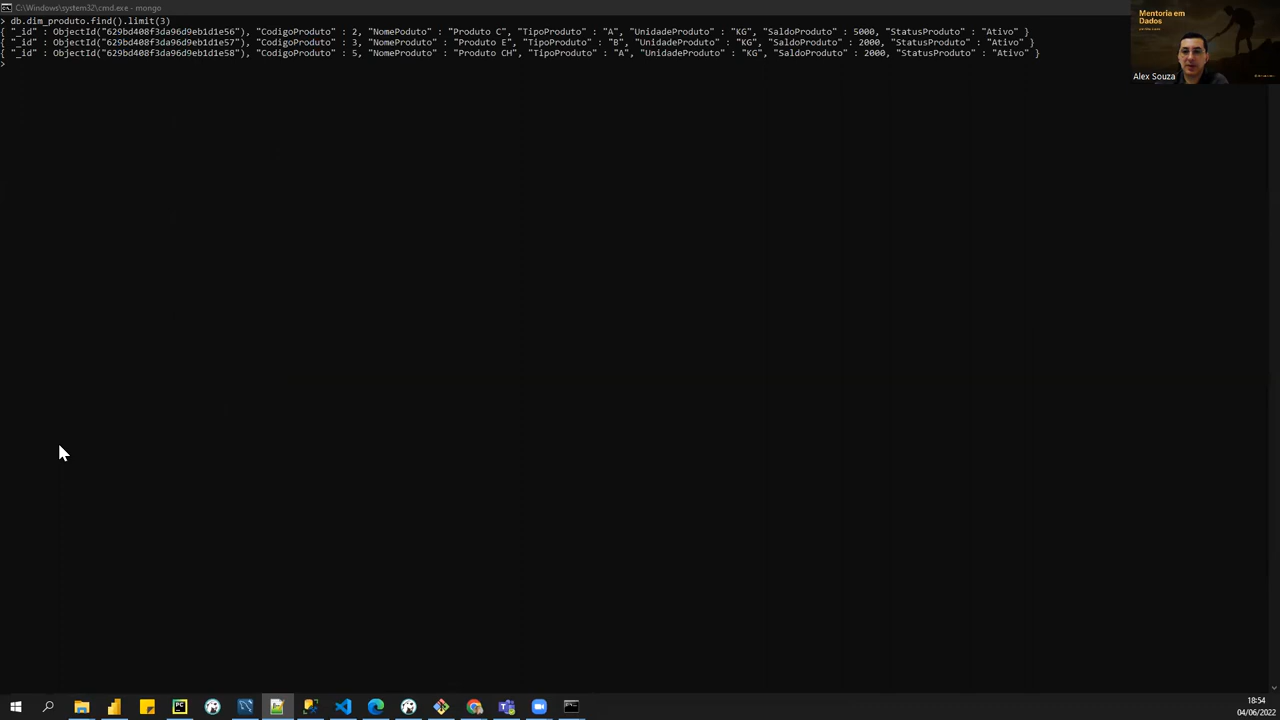 C:\Windows\system32\cmd.exe - mongo
> db.dim_produto.find().limit(3)
{ "_id" : ObjectId("629bd408f3da96d9eb1d1e56"), "CodigoProduto" : 2, "NomePoduto" : "Produto C", "TipoProduto" : "A", "UnidadeProduto" : "KG", "SaldoProduto" : 5000, "StatusProduto" : "Ativo" }
{ "_id" : ObjectId("629bd408f3da96d9eb1d1e57"), "CodigoProduto" : 3, "NomeProduto" : "Produto E", "TipoProduto" : "B", "UnidadeProduto" : "KG", "SaldoProduto" : 2000, "StatusProduto" : "Ativo" }
{ "_id" : ObjectId("629bd408f3da96d9eb1d1e58"), "CodigoProduto" : 5, "NomeProduto" : "Produto CH", "TipoProduto" : "A", "UnidadeProduto" : "KG", "SaldoProduto" : 2000, "StatusProduto" : "Ativo" }
>
Mentoria em
Dados
Alex Souza
PC
18:54
04/06/2022